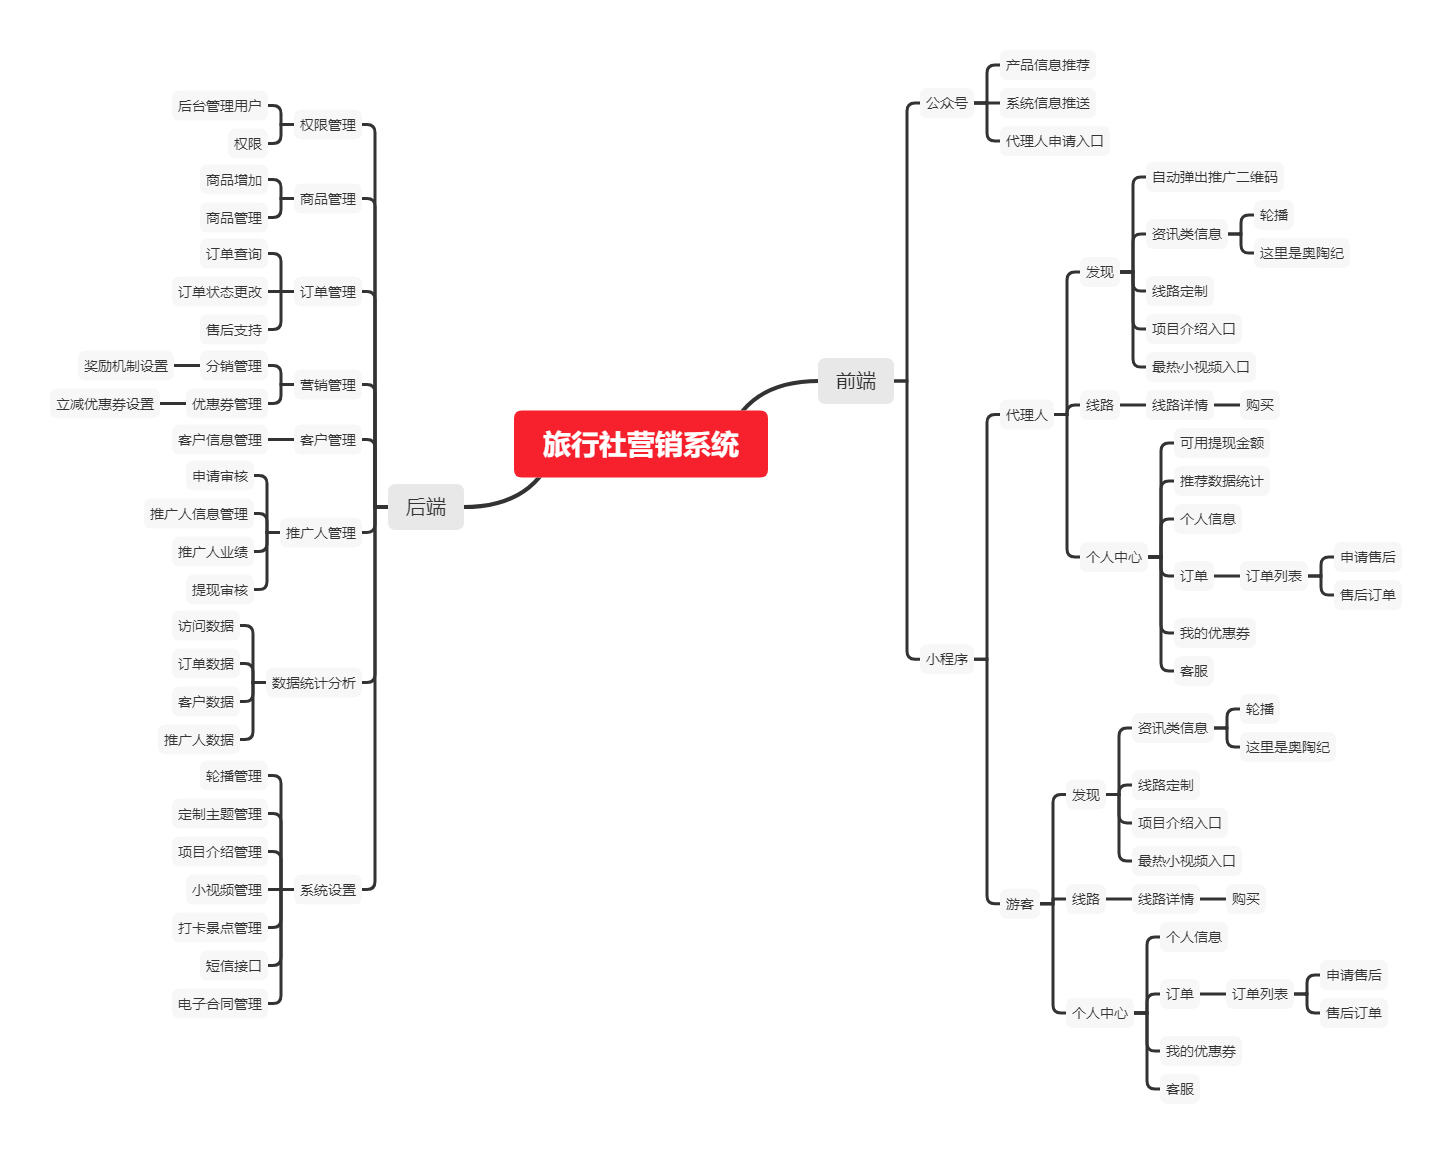 旅行社营销系统
前端
公众号
产品信息推荐
系统信息推送
代理人申请入口
小程序
代理人
发现
自动弹出推广二维码
资讯类信息
轮播
这里是奥陶纪
线路定制
项目介绍入口
最热小视频入口
线路
线路详情
购买
个人中心
可用提现金额
推荐数据统计
个人信息
订单
订单列表
申请售后
售后订单
我的优惠券
客服
游客
发现
资讯类信息
轮播
这里是奥陶纪
线路定制
项目介绍入口
最热小视频入口
线路
线路详情
购买
个人中心
个人信息
订单
订单列表
申请售后
售后订单
我的优惠券
客服
后端
权限管理
后台管理用户
权限
商品管理
商品增加
商品管理
订单管理
订单查询
订单状态更改
售后支持
营销管理
分销管理
奖励机制设置
优惠券管理
立减优惠券设置
客户管理
客户信息管理
推广人管理
申请审核
推广人信息管理
推广人业绩
提现审核
数据统计分析
访问数据
订单数据
客户数据
推广人数据
系统设置
轮播管理
定制主题管理
项目介绍管理
小视频管理
打卡景点管理
短信接口
电子合同管理